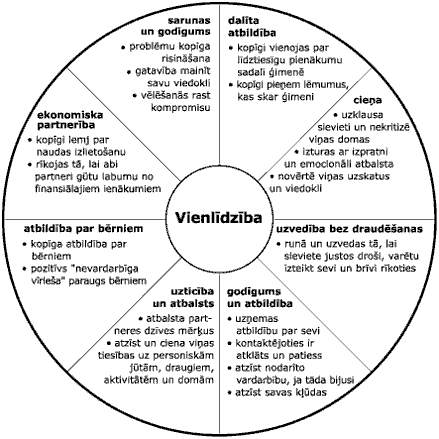 sarunas
un godīgums
• problēmu kopīga
risināšana
• gatavība mainīt
savu viedokli
• vēlēšanās rast
kompromisu
dalīta
atbildība
• kopīgi vienojas par
līdztiesīgu pienākumu
sadali ģimenē
• kopīgi pieņem lēmumus,
kas skar ģimeni
cieņa
• uzklausa
sievieti un nekritizē
viņas domas
• izturas ar izpratni
un emocionāli atbalsta
• novērtē viņas uzskatus
un viedokli
uzvedība bez draudēšanas
• runā un uzvedas tā, lai
sieviete justos droši, varētu
izteikt sevi un brīvi rīkoties
godīgums
un atbildība
• uzņemas
atbildību par sevi
• kontaktējoties ir
atklāts un patiess
• atzīst nodarīto
vardarbību, ja tāda bijusi
• atzīst savas kļūdas
uzticība
un atbalsts
• atbalsta part-
neres dzīves mērķus
• atzīst un ciena viņas
tiesības uz personiskām
jūtām, draugiem,
aktivitātēm un domām
atbildība par bērniem
• kopīga atbildība par
bērniem
• pozitīvs "nevardarbīga
vīrieša" paraugs bērniem
ekonomiska
partnerība
• kopīgi lemj par
naudas izlietošanu
• rīkojas tā, lai abi
partneri gūtu labumu no
finansiālajiem ienākumiem
Vienlīdzība